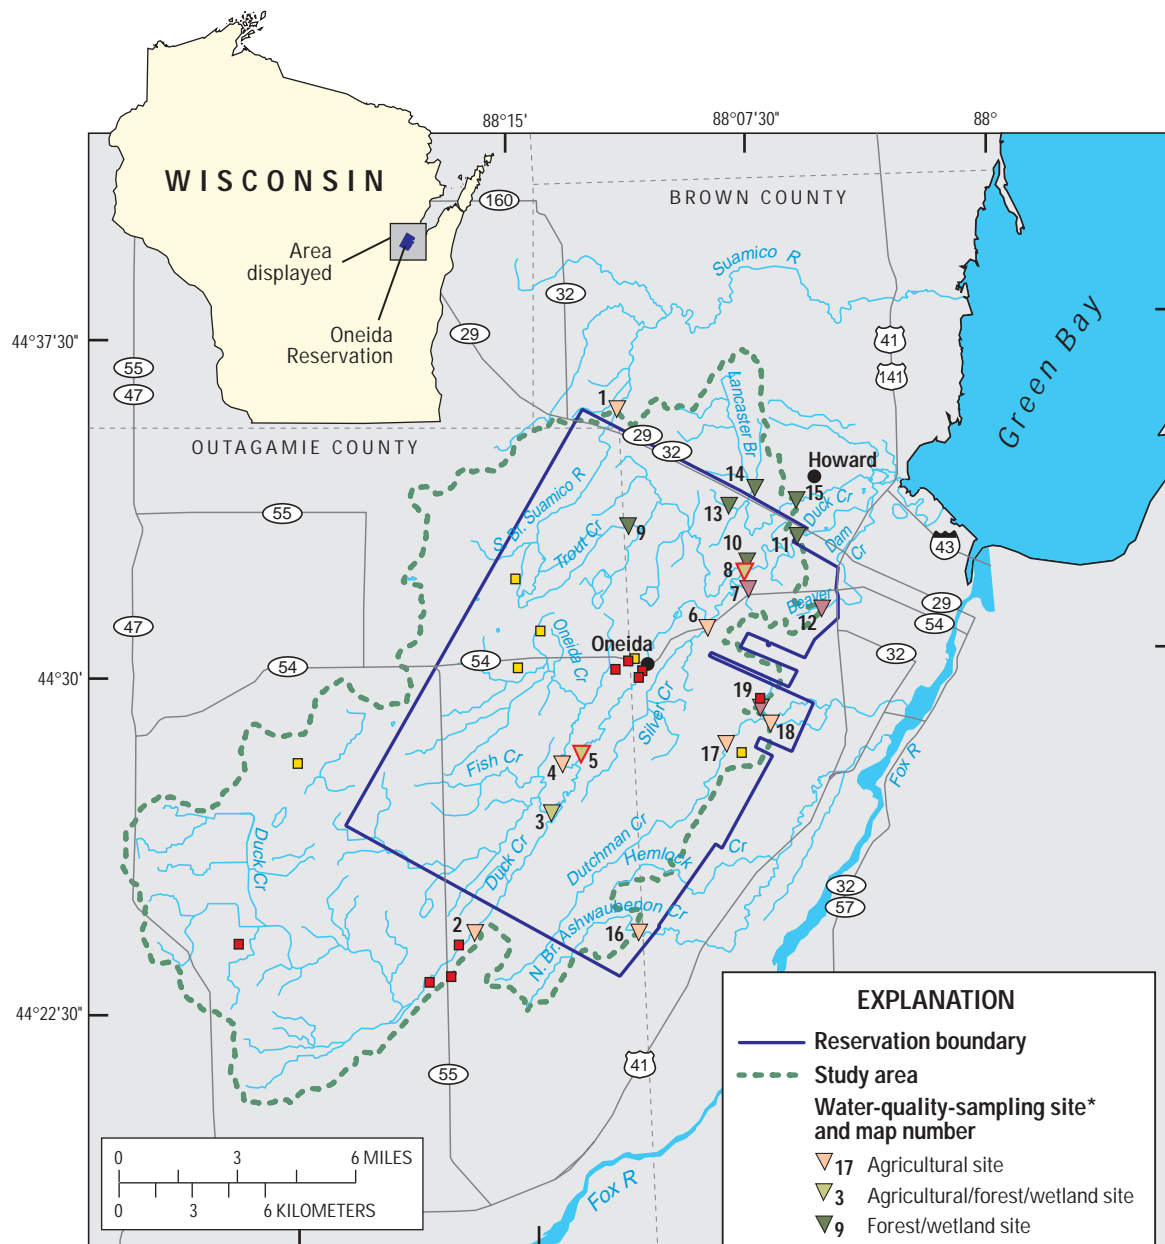 88°15'
88°07'30"
88°
WISCONSIN
Area
displayed
Oneida
Reservation
160
BROWN COUNTY
Suamico R
32
29
41
141
44°37'30"
55
47
Green Bay
1
Lancaster Br
29
32
OUTAGAMIE COUNTY
Howard
14
15
55
S. Br. Suamico R
13
Duck Cr
Trout Cr
9
11
Dam
Cr
43
10
8
7
Beaver
29
54
47
6
12
Oneida
Oneida Cr
54
54
32
44°30'
Silver Cr
19
18
17
Fish Cr
4
5
Fox R
3
Duck Cr
Duck Cr
Dutchman Cr
Hemlock
Cr
32
57
N. Br. Ashwaubenon Cr
2
16
44°22'30"
41
55
EXPLANATION
Reservation boundary
Study area
Water-quality-sampling site*
and map number
17 Agricultural site
3 Agricultural/forest/wetland site
9 Forest/wetland site
0 3 6 MILES
0 3 6 KILOMETERS
Fox R